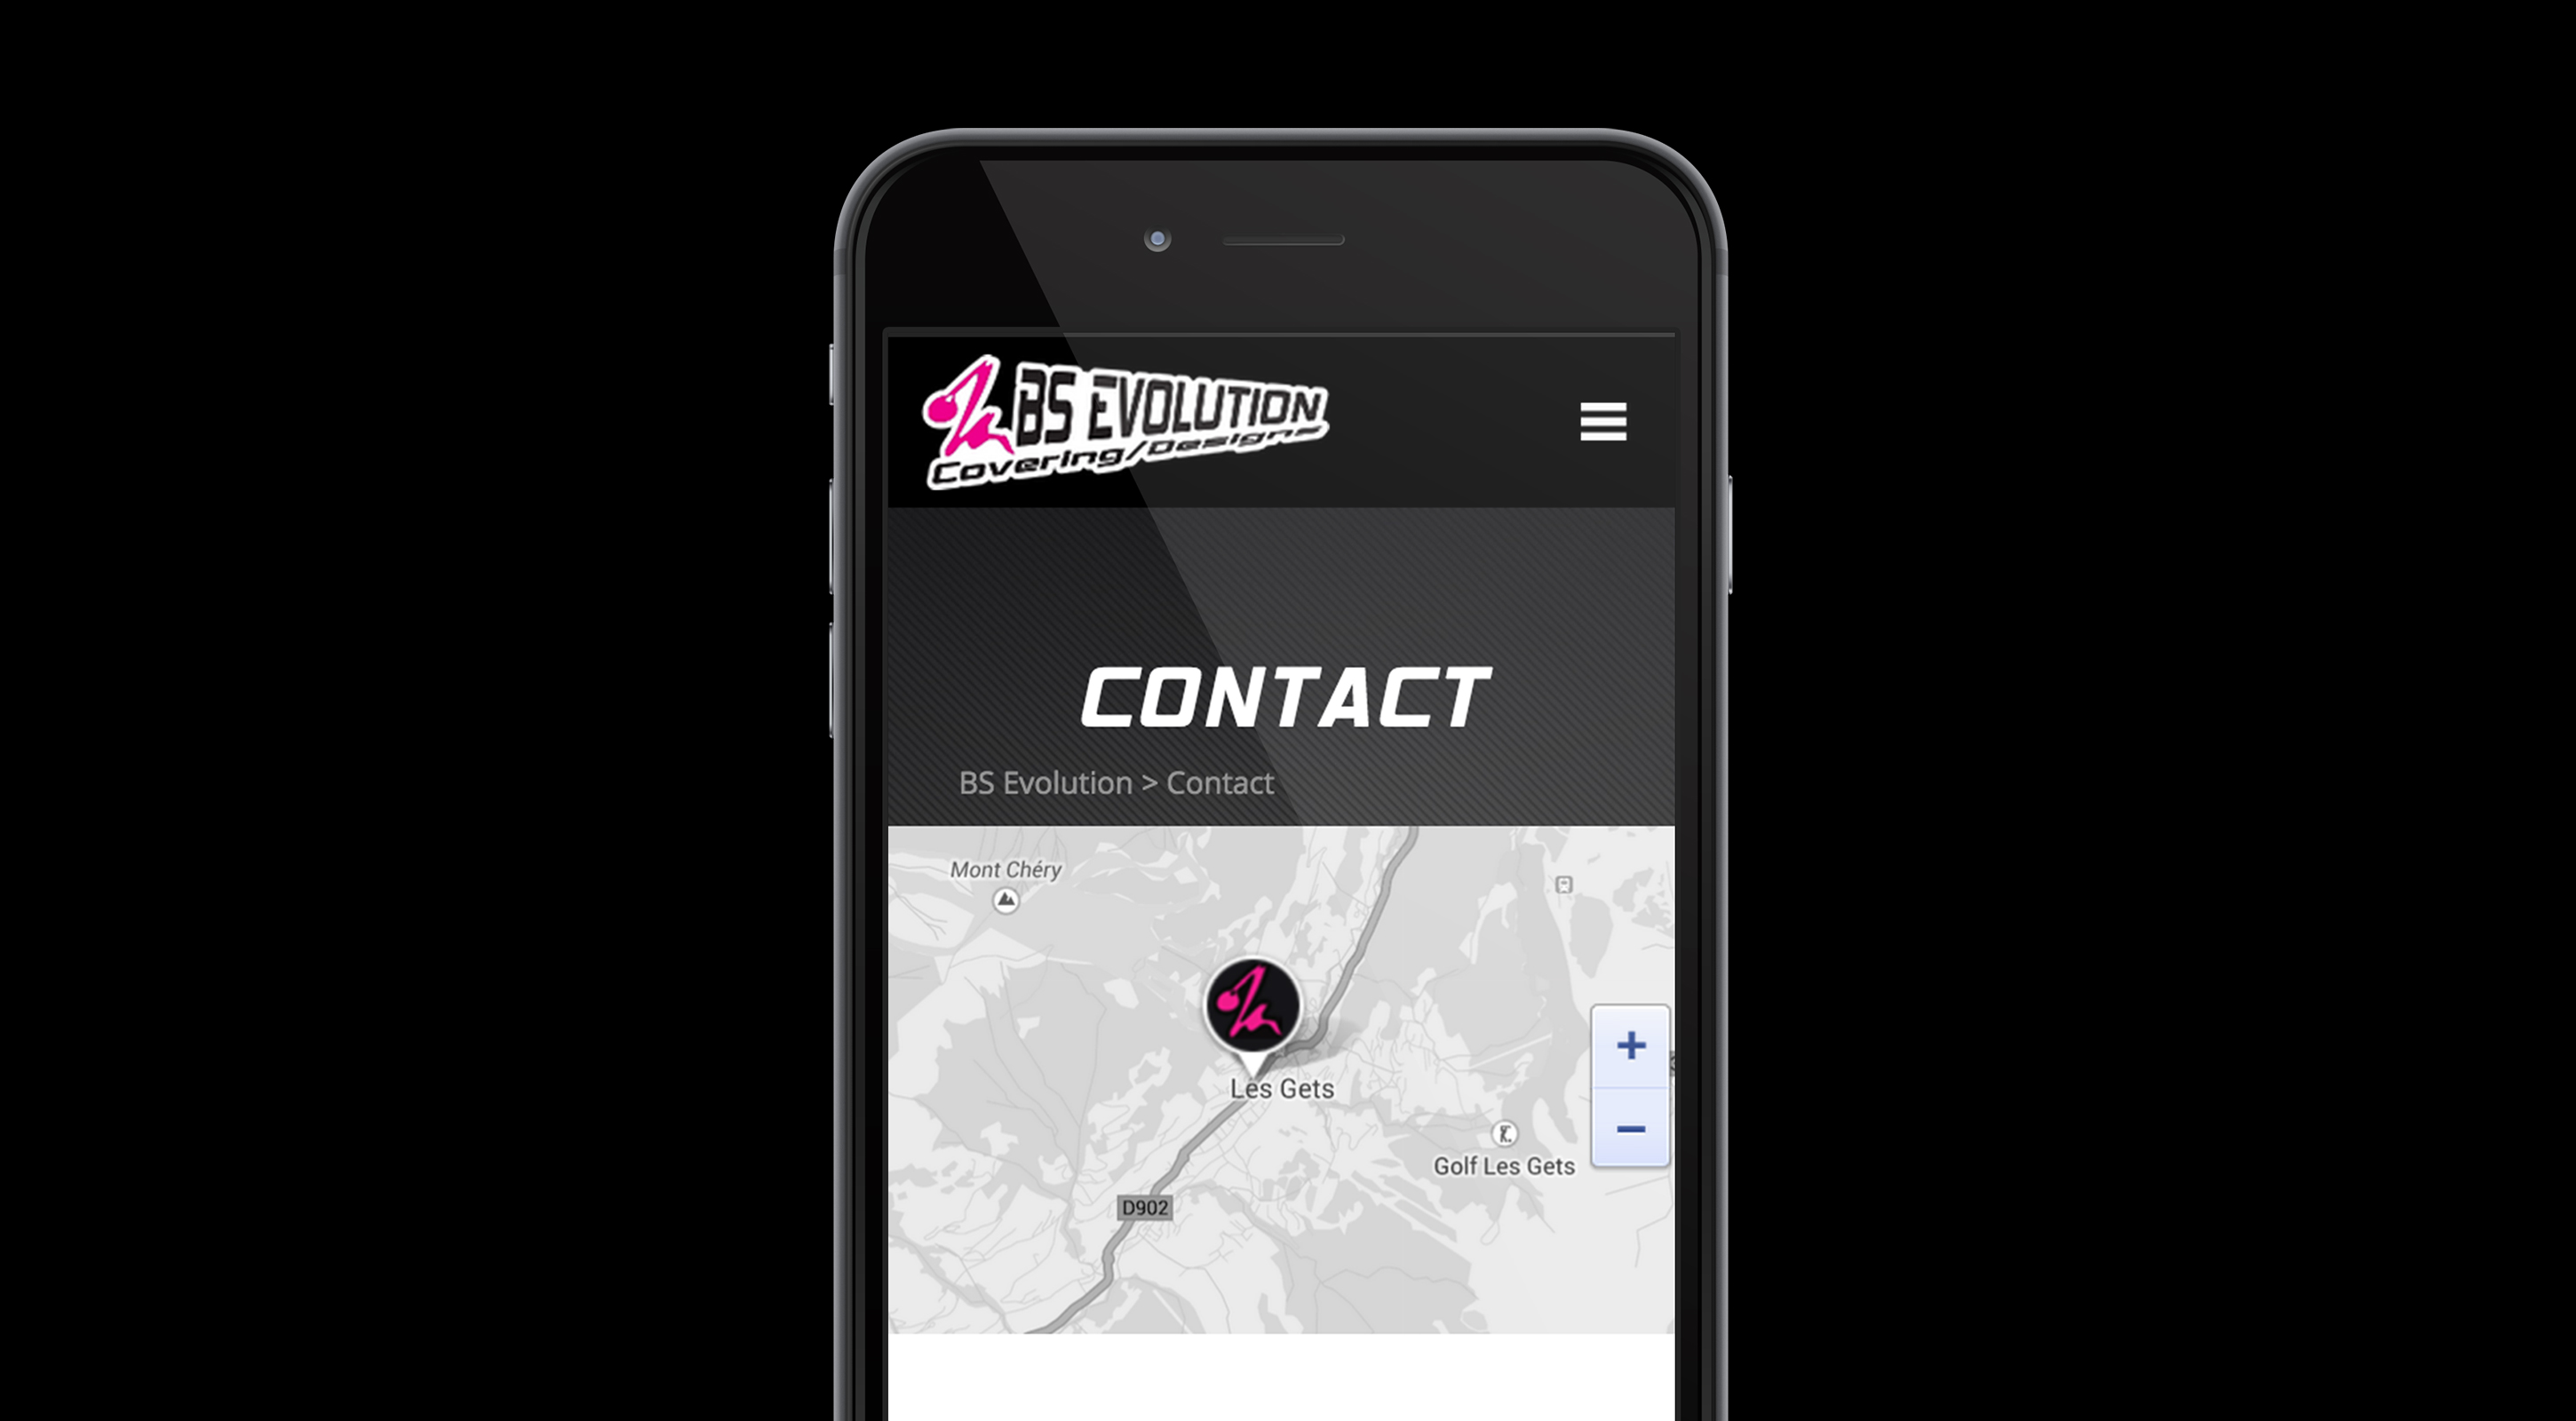 BS EVOLUTION
Covering/Designs
CONTACT
BS Evolution > Contact
Mont Chéry
Les Gets
Golf Les Gets
D902